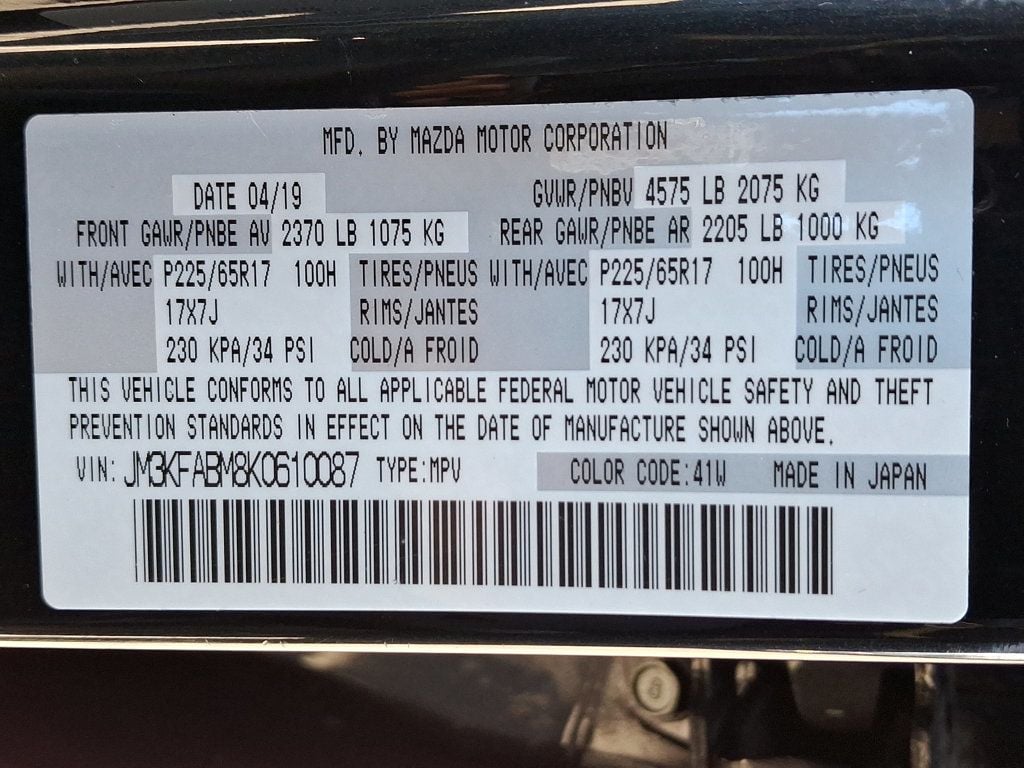 MFD. BY MAZDA MOTOR CORPORATION
DATE 04/19 GVWR/PNBV 4575 LB 2075 KG
FRONT GAWR/PNBE AV 2370 LB 1075 KG REAR GAWR/PNBE AR 2205 LB 1000 KG
WITH/AVEC P225/65R17 100H TIRES/PNEUS WITH/AVEC P225/65R17 100H TIRES/PNEUS
17X7J RIMS/JANTES 17X7J RIMS/JANTES
230 KPA/34 PSI COLD/A FROID 230 KPA/34 PSI COLD/A FROID
THIS VEHICLE CONFORMS TO ALL APPLICABLE FEDERAL MOTOR VEHICLE SAFETY AND THEFT
PREVENTION STANDARDS IN EFFECT ON THE DATE OF MANUFACTURE SHOWN ABOVE.
VIN: JM3KFABM8K0610087 TYPE:MPV COLOR CODE:41W MADE IN JAPAN